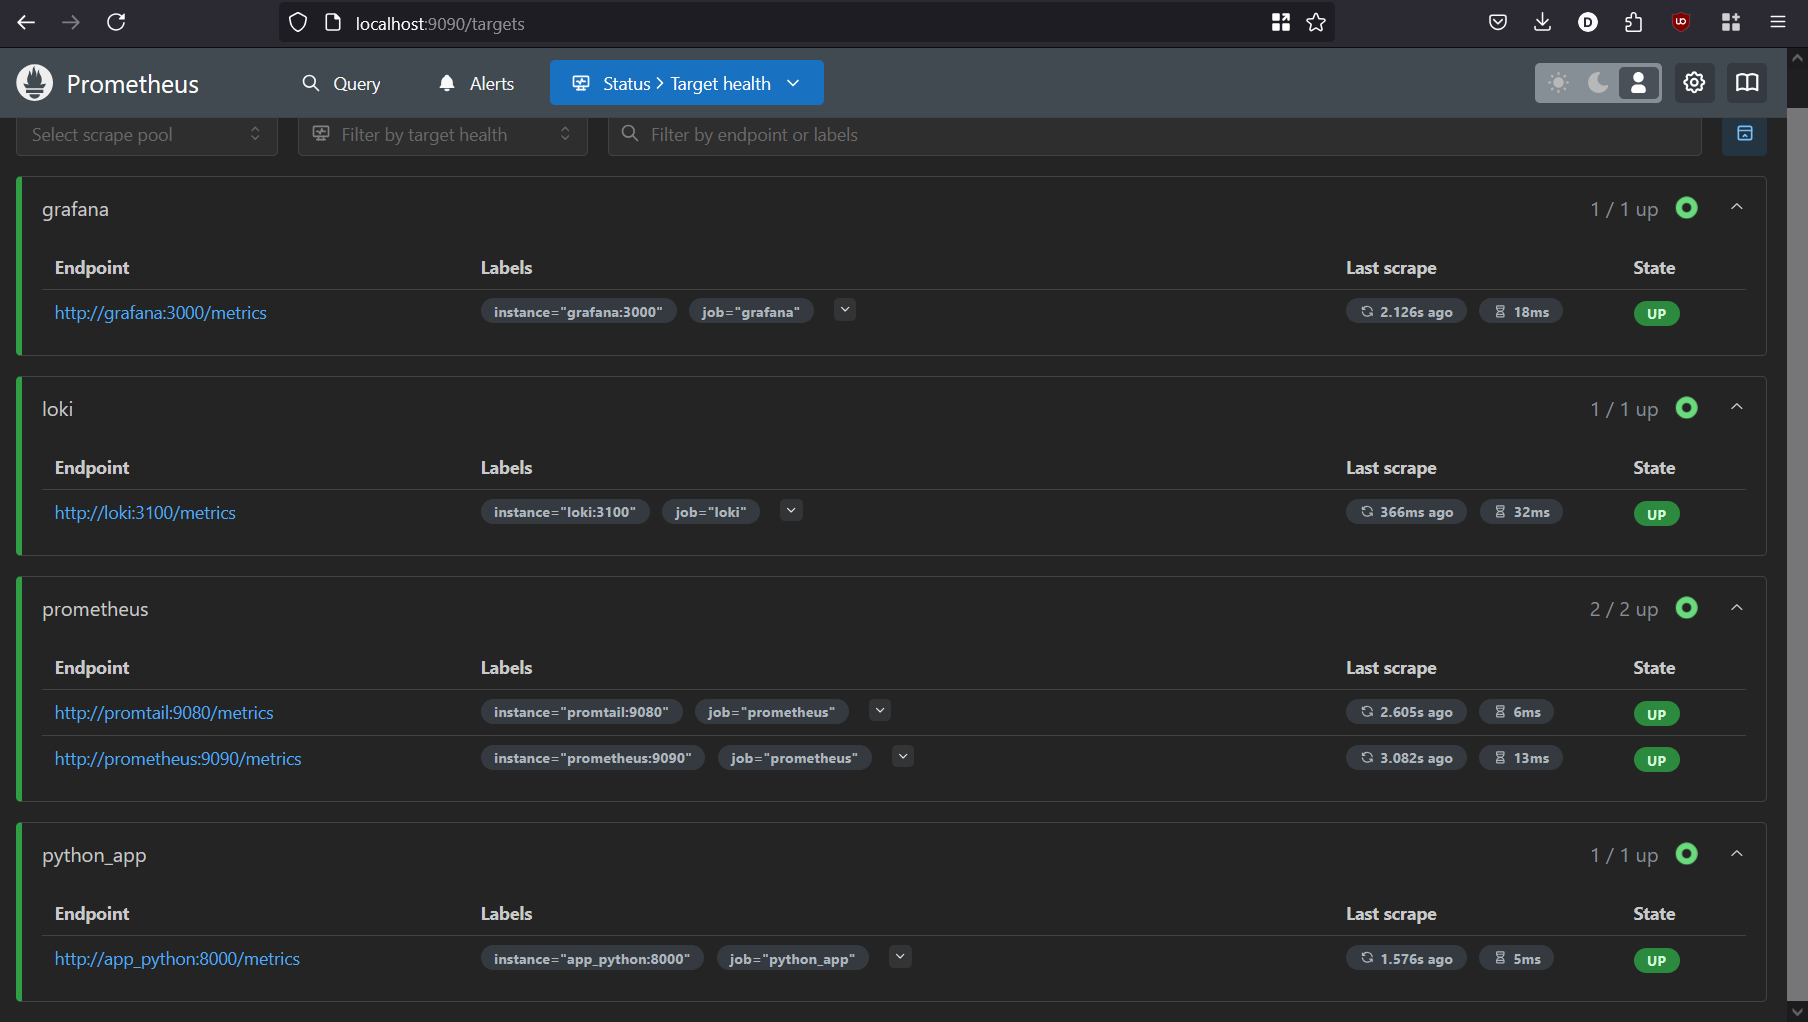 localhost:9090/targets
Prometheus Query Alerts Status > Target health
Select scrape pool Filter by target health Filter by endpoint or labels
grafana 1 / 1 up
Endpoint Labels Last scrape State
http://grafana:3000/metrics instance="grafana:3000" job="grafana" 2.126s ago 18ms UP
loki 1 / 1 up
Endpoint Labels Last scrape State
http://loki:3100/metrics instance="loki:3100" job="loki" 366ms ago 32ms UP
prometheus 2 / 2 up
Endpoint Labels Last scrape State
http://promtail:9080/metrics instance="promtail:9080" job="prometheus" 2.605s ago 6ms UP
http://prometheus:9090/metrics instance="prometheus:9090" job="prometheus" 3.082s ago 13ms UP
python_app 1 / 1 up
Endpoint Labels Last scrape State
http://app_python:8000/metrics instance="app_python:8000" job="python_app" 1.576s ago 5ms UP